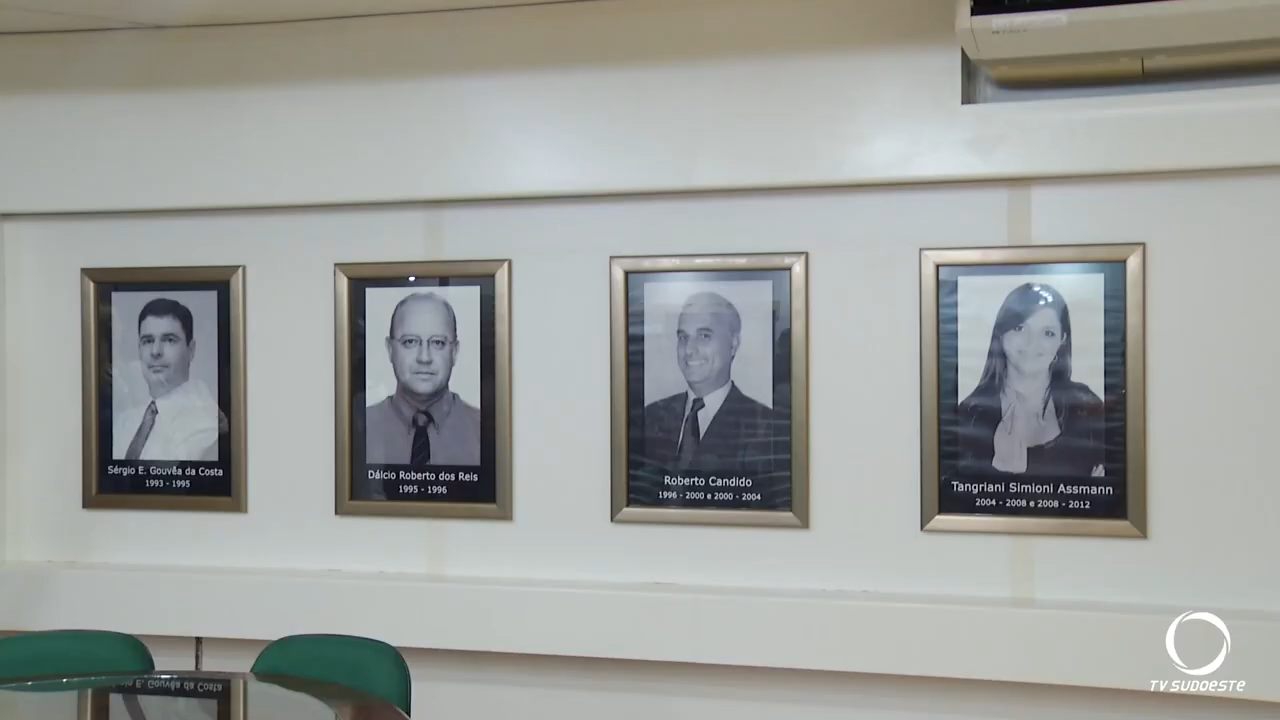 Sérgio E. Gouvêa da Costa
1993 - 1995
Dálcio Roberto dos Reis
1995 - 1996
Roberto Candido
1996 - 2000 e 2000 - 2004
Tangriani Simioni Assmann
2004 - 2008 e 2008 - 2012
TV SUDOESTE